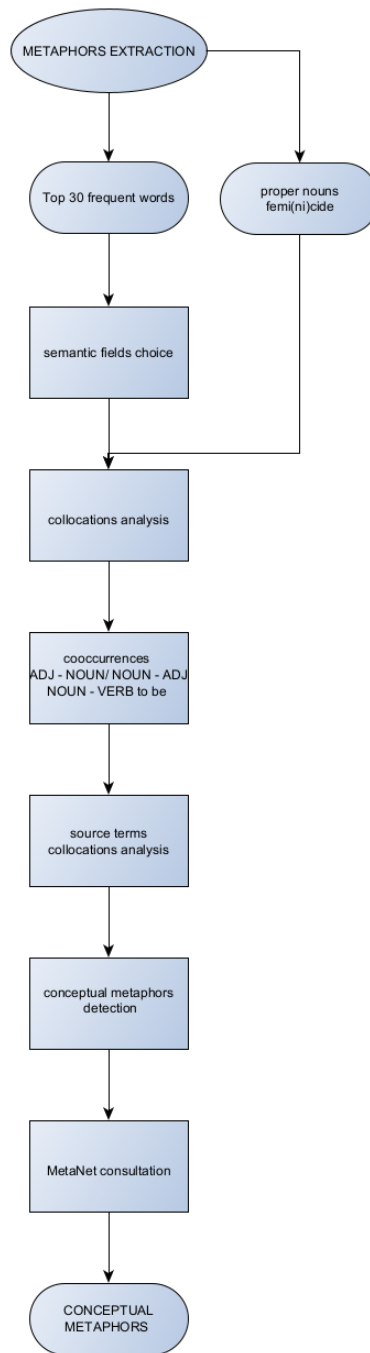 METAPHORS EXTRACTION
Top 30 frequent words
proper nouns
femi(ni)cide
semantic fields choice
collocations analysis
cooccurrences
ADJ - NOUN/ NOUN - ADJ
NOUN - VERB to be
source terms
collocations analysis
conceptual metaphors
detection
MetaNet consultation
CONCEPTUAL
METAPHORS